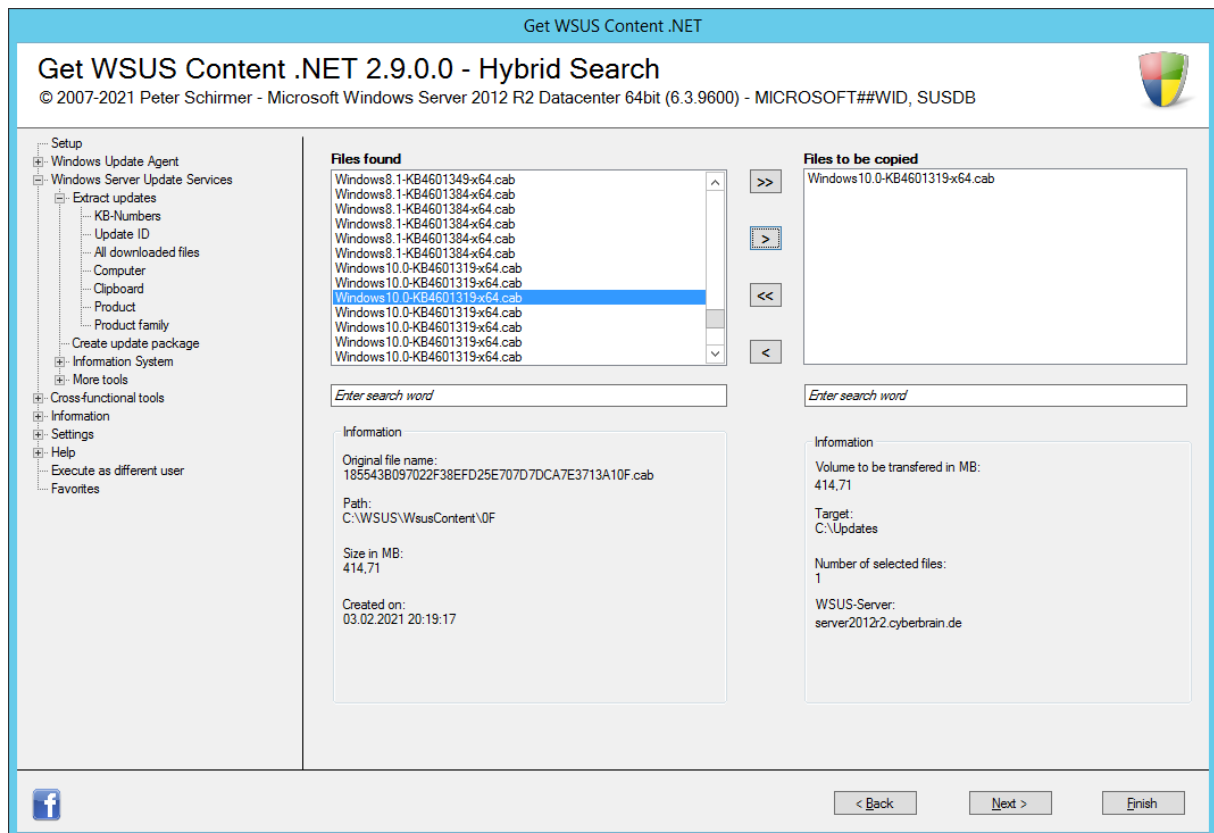 Get WSUS Content .NET
Get WSUS Content .NET 2.9.0.0 - Hybrid Search
© 2007-2021 Peter Schirmer - Microsoft Windows Server 2012 R2 Datacenter 64bit (6.3.9600) - MICROSOFT##WID, SUSDB
Setup
Windows Update Agent
Windows Server Update Services
Extract updates
KB-Numbers
Update ID
All downloaded files
Computer
Clipboard
Product
Product family
Create update package
Information System
More tools
Cross-functional tools
Information
Settings
Help
Execute as different user
Favorites
Files found
Windows8.1-KB4601349-x64.cab
Windows8.1-KB4601384-x64.cab
Windows8.1-KB4601384-x64.cab
Windows8.1-KB4601384-x64.cab
Windows8.1-KB4601384-x64.cab
Windows8.1-KB4601384-x64.cab
Windows10.0-KB4601319-x64.cab
Windows10.0-KB4601319-x64.cab
Windows10.0-KB4601319-x64.cab
Windows10.0-KB4601319-x64.cab
Windows10.0-KB4601319-x64.cab
Windows10.0-KB4601319-x64.cab
Windows10.0-KB4601319-x64.cab
Enter search word
Information
Original file name:
185543B097022F38EFD25E707D7DCA7E3713A10F.cab
Path:
C:\WSUS\WsusContent\0F
Size in MB:
414,71
Created on:
03.02.2021 20:19:17
>>
>
<<
<
Files to be copied
Windows10.0-KB4601319-x64.cab
Enter search word
Information
Volume to be transfered in MB:
414,71
Target:
C:\Updates
Number of selected files:
1
WSUS-Server:
server2012r2.cyberbrain.de
f
< Back
Next >
Finish